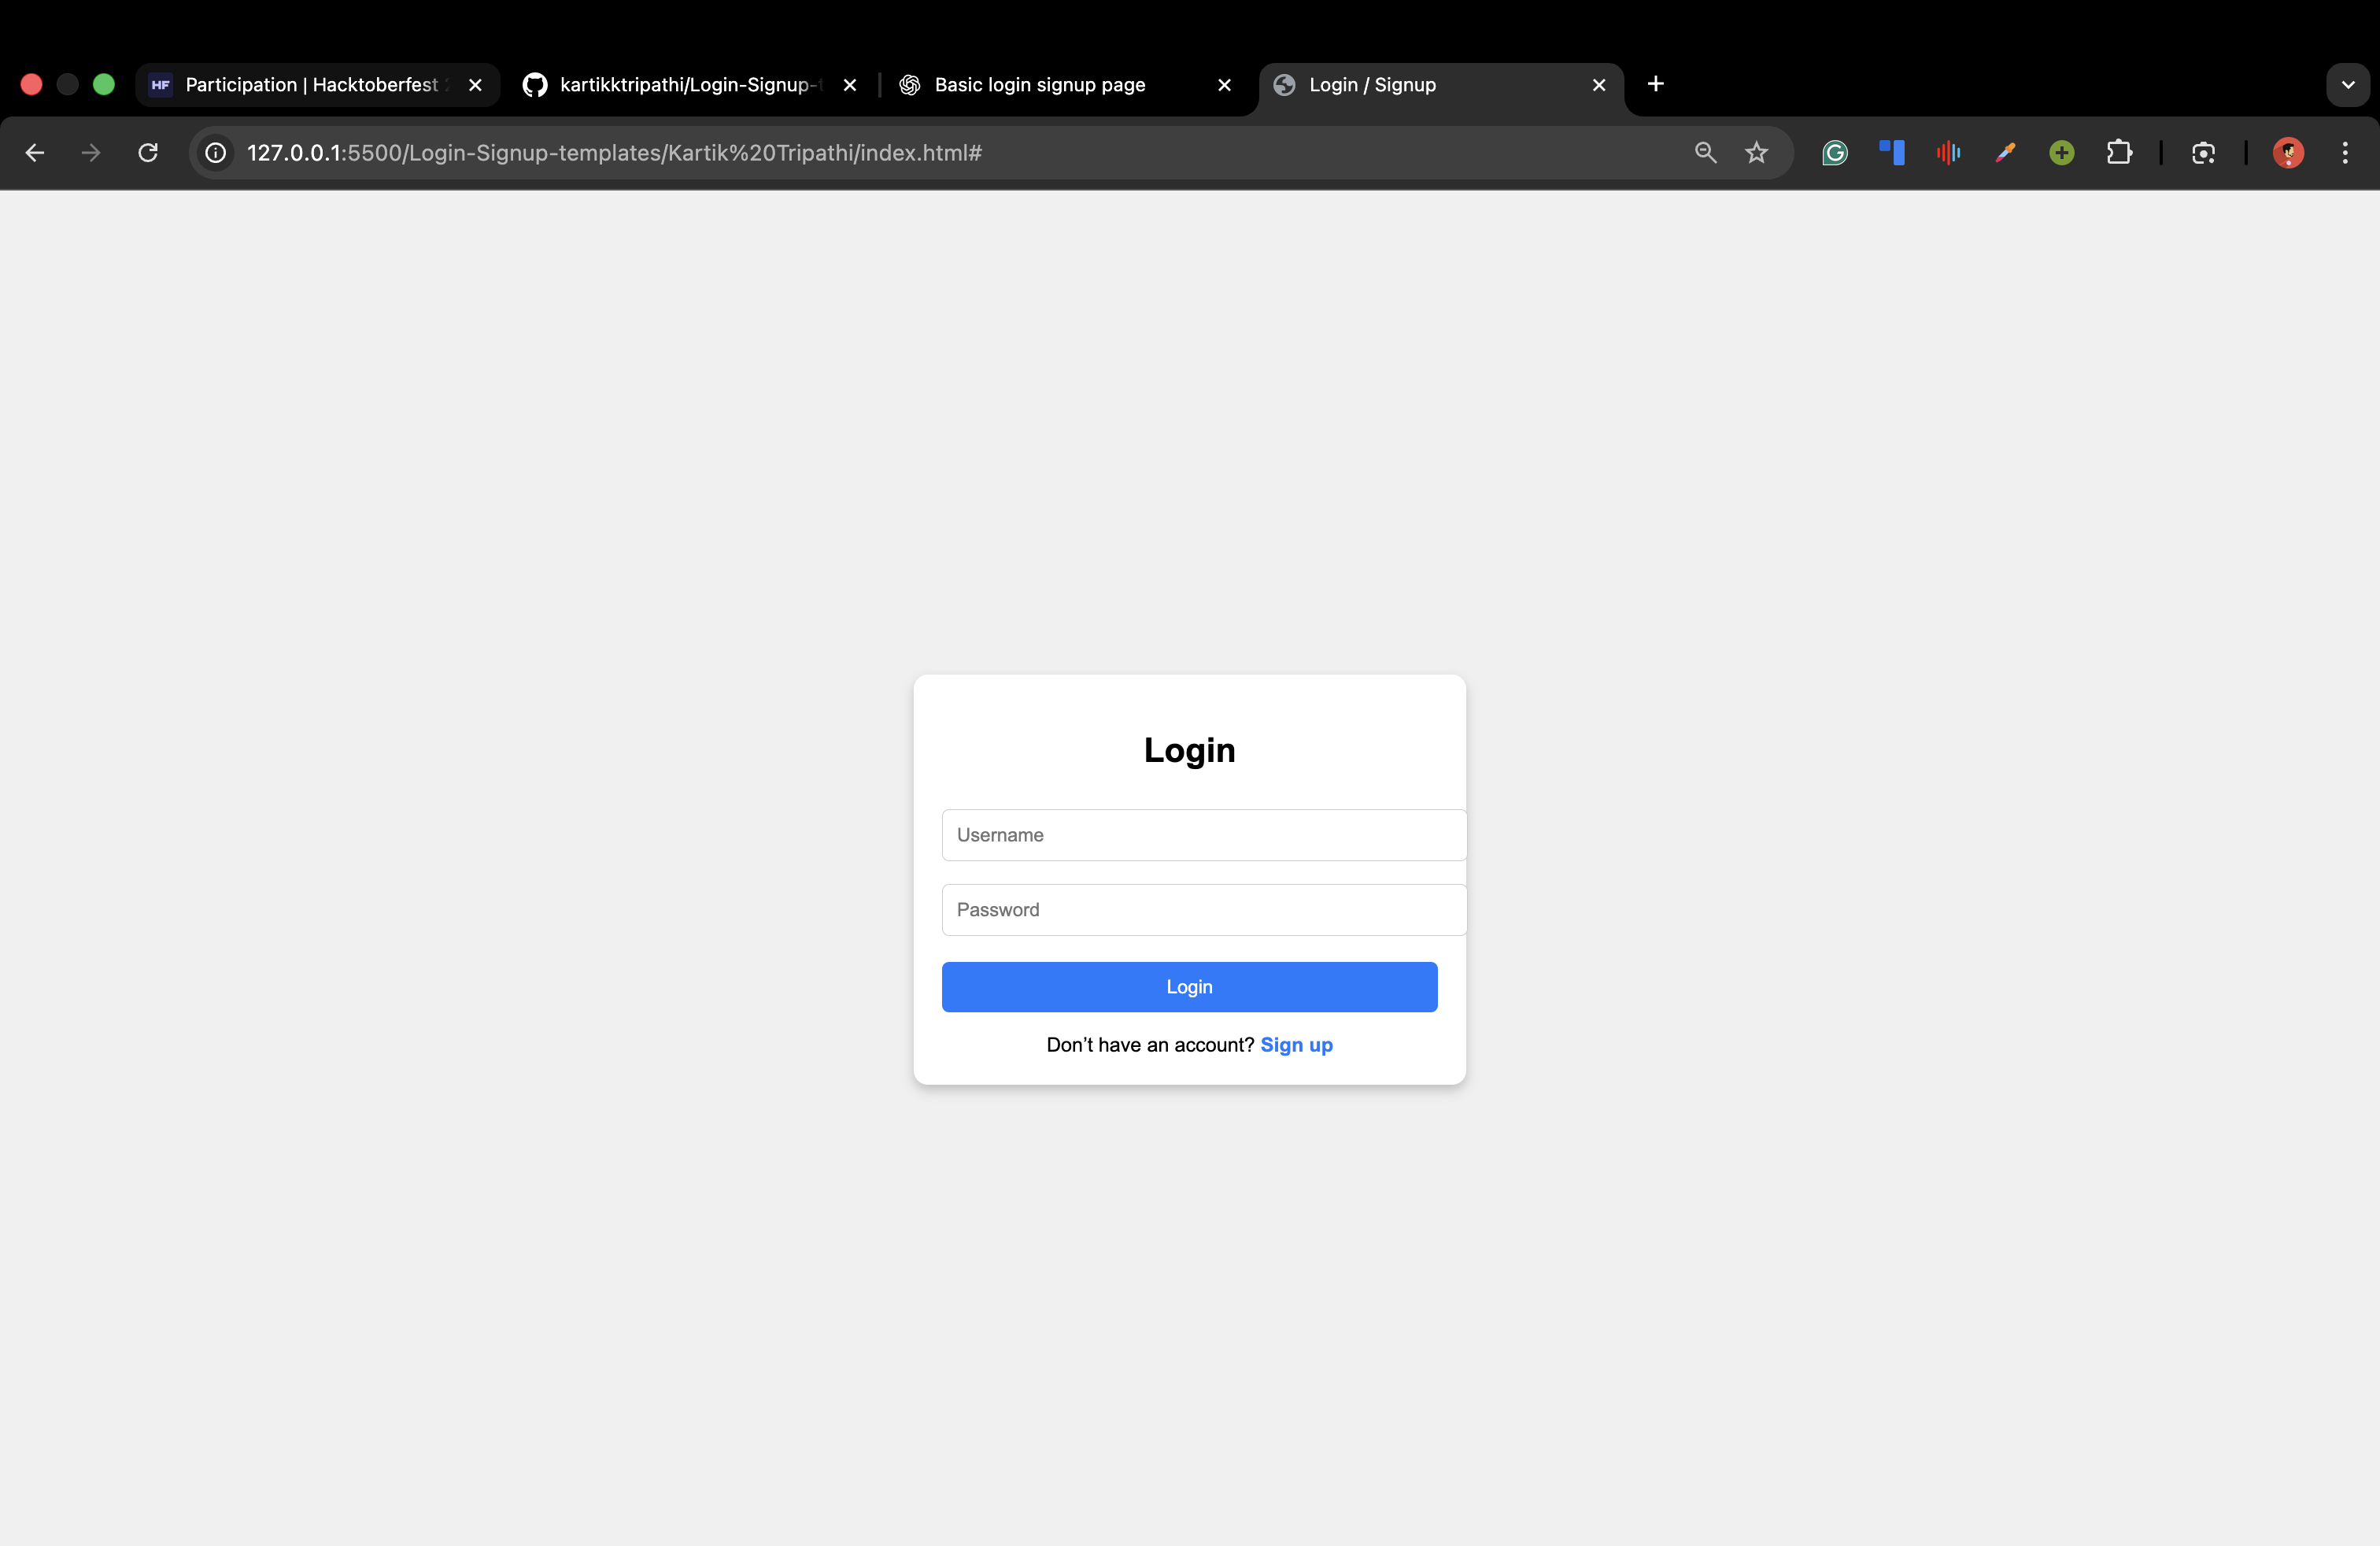 HF Participation | Hacktoberfest
kartikktripathi/Login-Signup-
Basic login signup page
Login / Signup
127.0.0.1:5500/Login-Signup-templates/Kartik%20Tripathi/index.html#
Login
Username
Password
Login
Don’t have an account? Sign up